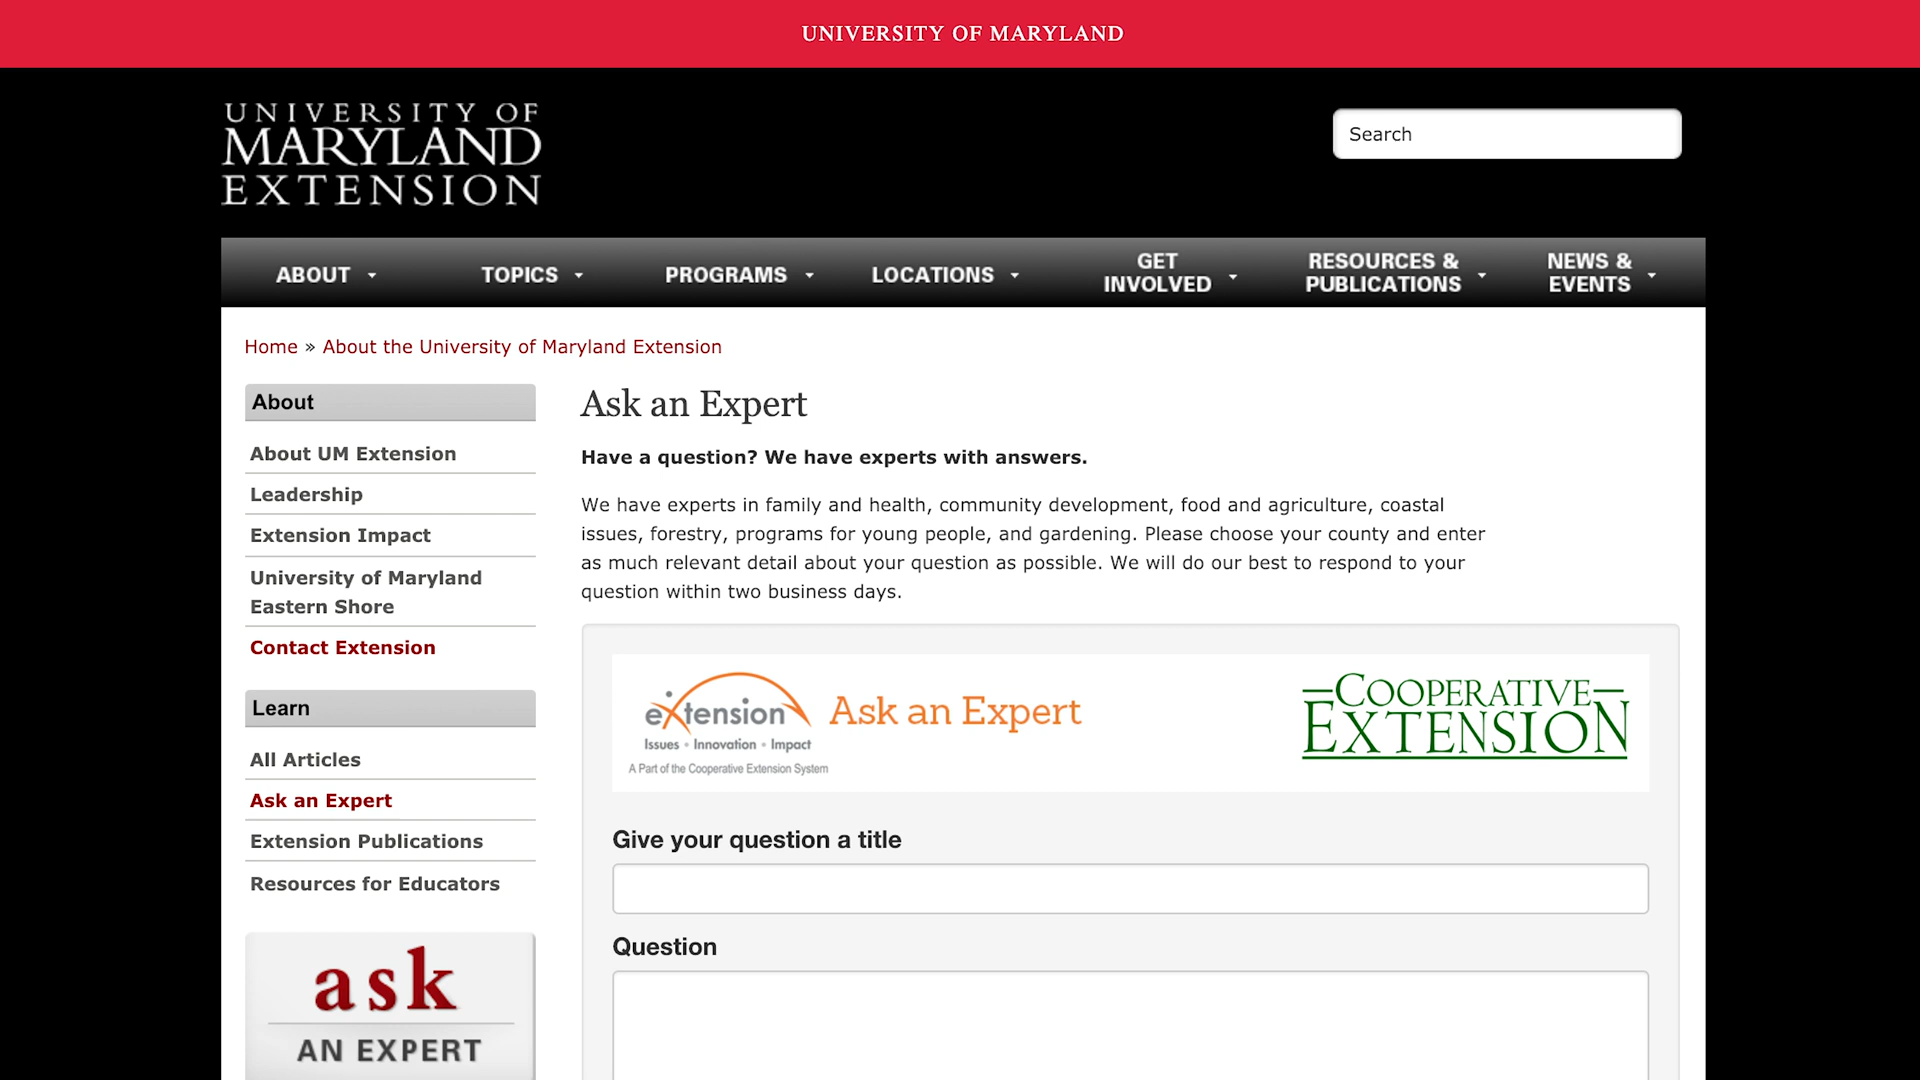 UNIVERSITY OF MARYLAND
UNIVERSITY OF
MARYLAND
EXTENSION
Search
ABOUT
TOPICS
PROGRAMS
LOCATIONS
GET
INVOLVED
RESOURCES &
PUBLICATIONS
NEWS &
EVENTS
Home » About the University of Maryland Extension
About
About UM Extension
Leadership
Extension Impact
University of Maryland
Eastern Shore
Contact Extension
Learn
All Articles
Ask an Expert
Extension Publications
Resources for Educators
ask
AN EXPERT
Ask an Expert
Have a question? We have experts with answers.
We have experts in family and health, community development, food and agriculture, coastal
issues, forestry, programs for young people, and gardening. Please choose your county and enter
as much relevant detail about your question as possible. We will do our best to respond to your
question within two business days.
eXtension
Issues • Innovation • Impact
A Part of the Cooperative Extension System
Ask an Expert
COOPERATIVE
EXTENSION
Give your question a title
Question